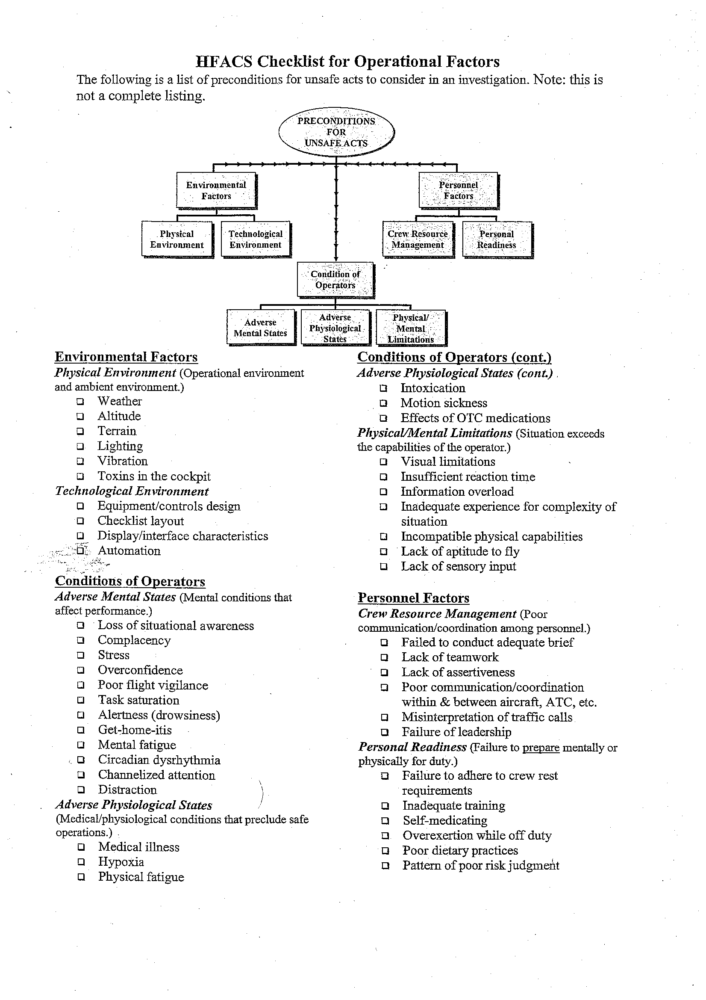 HFACS Checklist for Operational Factors
The following is a list of preconditions for unsafe acts to consider in an investigation. Note: this is
not a complete listing.
PRECONDITIONS
FOR
UNSAFE ACTS
Environmental
Factors
Personnel
Factors
Physical
Environment
Technological
Environment
Crew Resource
Management
Personal
Readiness
Condition of
Operators
Adverse
Mental States
Adverse
Physiological
States
Physical/
Mental
Limitations
Environmental Factors
Physical Environment (Operational environment
and ambient environment.)
❑ Weather
❑ Altitude
❑ Terrain
❑ Lighting
❑ Vibration
❑ Toxins in the cockpit
Technological Environment
❑ Equipment/controls design
❑ Checklist layout
❑ Display/interface characteristics
❑ Automation
Conditions of Operators
Adverse Mental States (Mental conditions that
affect performance.)
❑ Loss of situational awareness
❑ Complacency
❑ Stress
❑ Overconfidence
❑ Poor flight vigilance
❑ Task saturation
❑ Alertness (drowsiness)
❑ Get-home-itis
❑ Mental fatigue
❑ Circadian dysrhythmia
❑ Channelized attention
❑ Distraction
Adverse Physiological States
(Medical/physiological conditions that preclude safe
operations.)
❑ Medical illness
❑ Hypoxia
❑ Physical fatigue
Conditions of Operators (cont.)
Adverse Physiological States (cont.)
❑ Intoxication
❑ Motion sickness
❑ Effects of OTC medications
Physical/Mental Limitations (Situation exceeds
the capabilities of the operator.)
❑ Visual limitations
❑ Insufficient reaction time
❑ Information overload
❑ Inadequate experience for complexity of
situation
❑ Incompatible physical capabilities
❑ Lack of aptitude to fly
❑ Lack of sensory input
Personnel Factors
Crew Resource Management (Poor
communication/coordination among personnel.)
❑ Failed to conduct adequate brief
❑ Lack of teamwork
❑ Lack of assertiveness
❑ Poor communication/coordination
within & between aircraft, ATC, etc.
❑ Misinterpretation of traffic calls
❑ Failure of leadership
Personal Readiness (Failure to prepare mentally or
physically for duty.)
❑ Failure to adhere to crew rest
requirements
❑ Inadequate training
❑ Self-medicating
❑ Overexertion while off duty
❑ Poor dietary practices
❑ Pattern of poor risk judgment